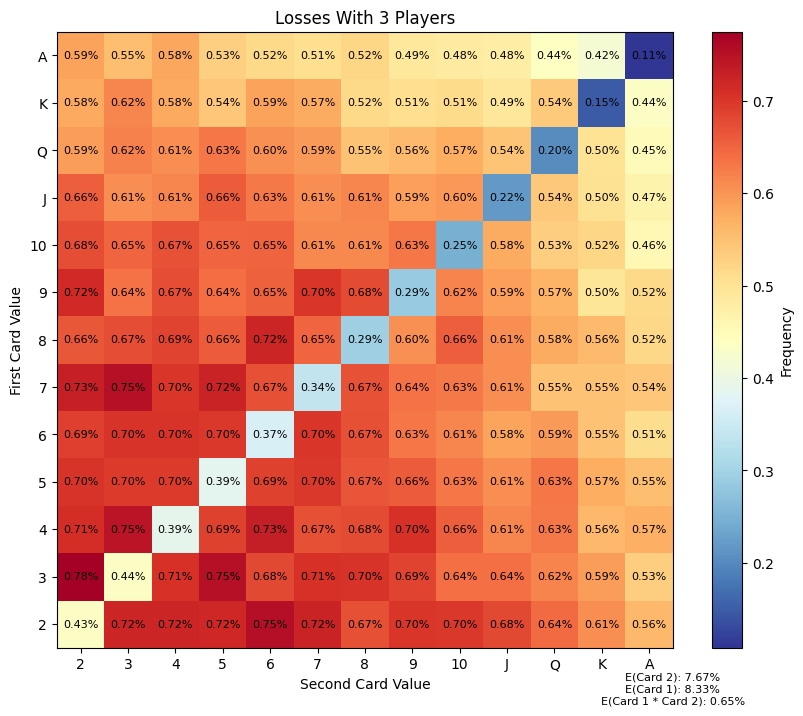 Losses With 3 Players
A 0.59% 0.55% 0.58% 0.53% 0.52% 0.51% 0.52% 0.49% 0.48% 0.48% 0.44% 0.42% 0.11%
K 0.58% 0.62% 0.58% 0.54% 0.59% 0.57% 0.52% 0.51% 0.51% 0.49% 0.54% 0.15% 0.44%
Q 0.59% 0.62% 0.61% 0.63% 0.60% 0.59% 0.55% 0.56% 0.57% 0.54% 0.20% 0.50% 0.45%
J 0.66% 0.61% 0.61% 0.66% 0.63% 0.61% 0.61% 0.59% 0.60% 0.22% 0.54% 0.50% 0.47%
10 0.68% 0.65% 0.67% 0.65% 0.65% 0.61% 0.61% 0.63% 0.25% 0.58% 0.53% 0.52% 0.46%
9 0.72% 0.64% 0.67% 0.64% 0.65% 0.70% 0.68% 0.29% 0.62% 0.59% 0.57% 0.50% 0.52%
8 0.66% 0.67% 0.69% 0.66% 0.72% 0.65% 0.29% 0.60% 0.66% 0.61% 0.58% 0.56% 0.52%
7 0.73% 0.75% 0.70% 0.72% 0.67% 0.34% 0.67% 0.64% 0.63% 0.61% 0.55% 0.55% 0.54%
6 0.69% 0.70% 0.70% 0.70% 0.37% 0.70% 0.67% 0.63% 0.61% 0.58% 0.59% 0.55% 0.51%
5 0.70% 0.70% 0.70% 0.39% 0.69% 0.70% 0.67% 0.66% 0.63% 0.61% 0.63% 0.57% 0.55%
4 0.71% 0.75% 0.39% 0.69% 0.73% 0.67% 0.68% 0.70% 0.66% 0.61% 0.63% 0.56% 0.57%
3 0.78% 0.44% 0.71% 0.75% 0.68% 0.71% 0.70% 0.69% 0.64% 0.64% 0.62% 0.59% 0.53%
2 0.43% 0.72% 0.72% 0.72% 0.75% 0.72% 0.67% 0.70% 0.70% 0.68% 0.64% 0.61% 0.56%
2 3 4 5 6 7 8 9 10 J Q K A
First Card Value
Second Card Value
0.7
0.6
0.5
0.4
0.3
0.2
Frequency
E(Card 2): 7.67%
E(Card 1): 8.33%
E(Card 1 * Card 2): 0.65%